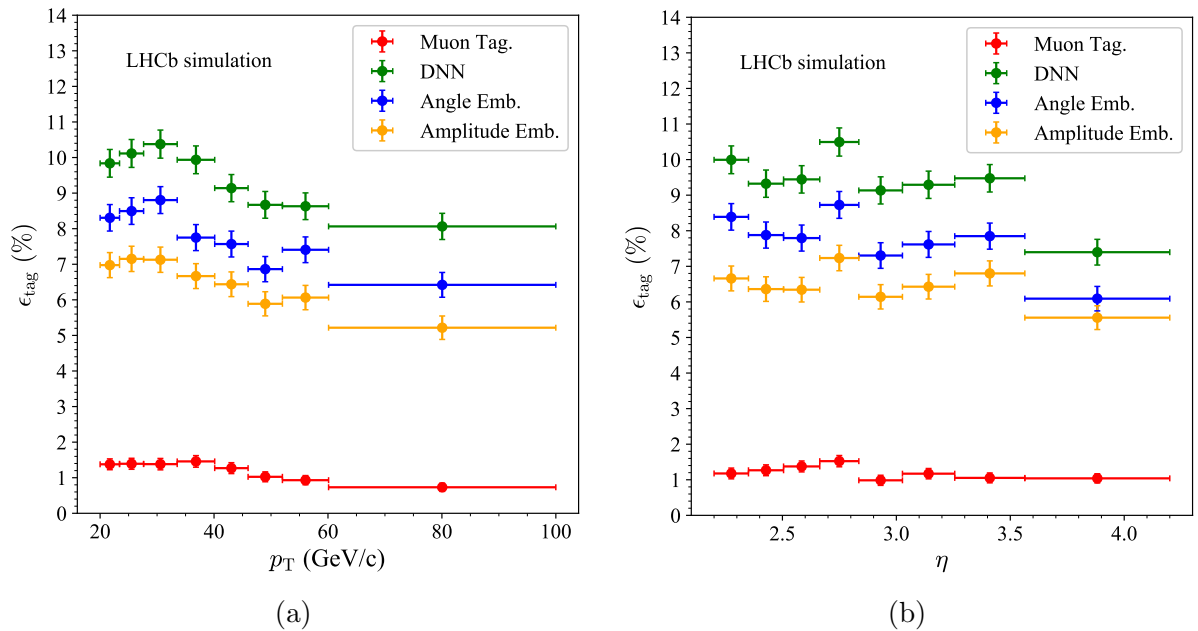 14
13
12
11
10
9
8
7
6
5
4
3
2
1
0
ϵtag (%)
LHCb simulation
Muon Tag.
DNN
Angle Emb.
Amplitude Emb.
20 40 60 80 100
pT (GeV/c)
(a)
14
13
12
11
10
9
8
7
6
5
4
3
2
1
0
ϵtag (%)
LHCb simulation
Muon Tag.
DNN
Angle Emb.
Amplitude Emb.
2.5 3.0 3.5 4.0
η
(b)